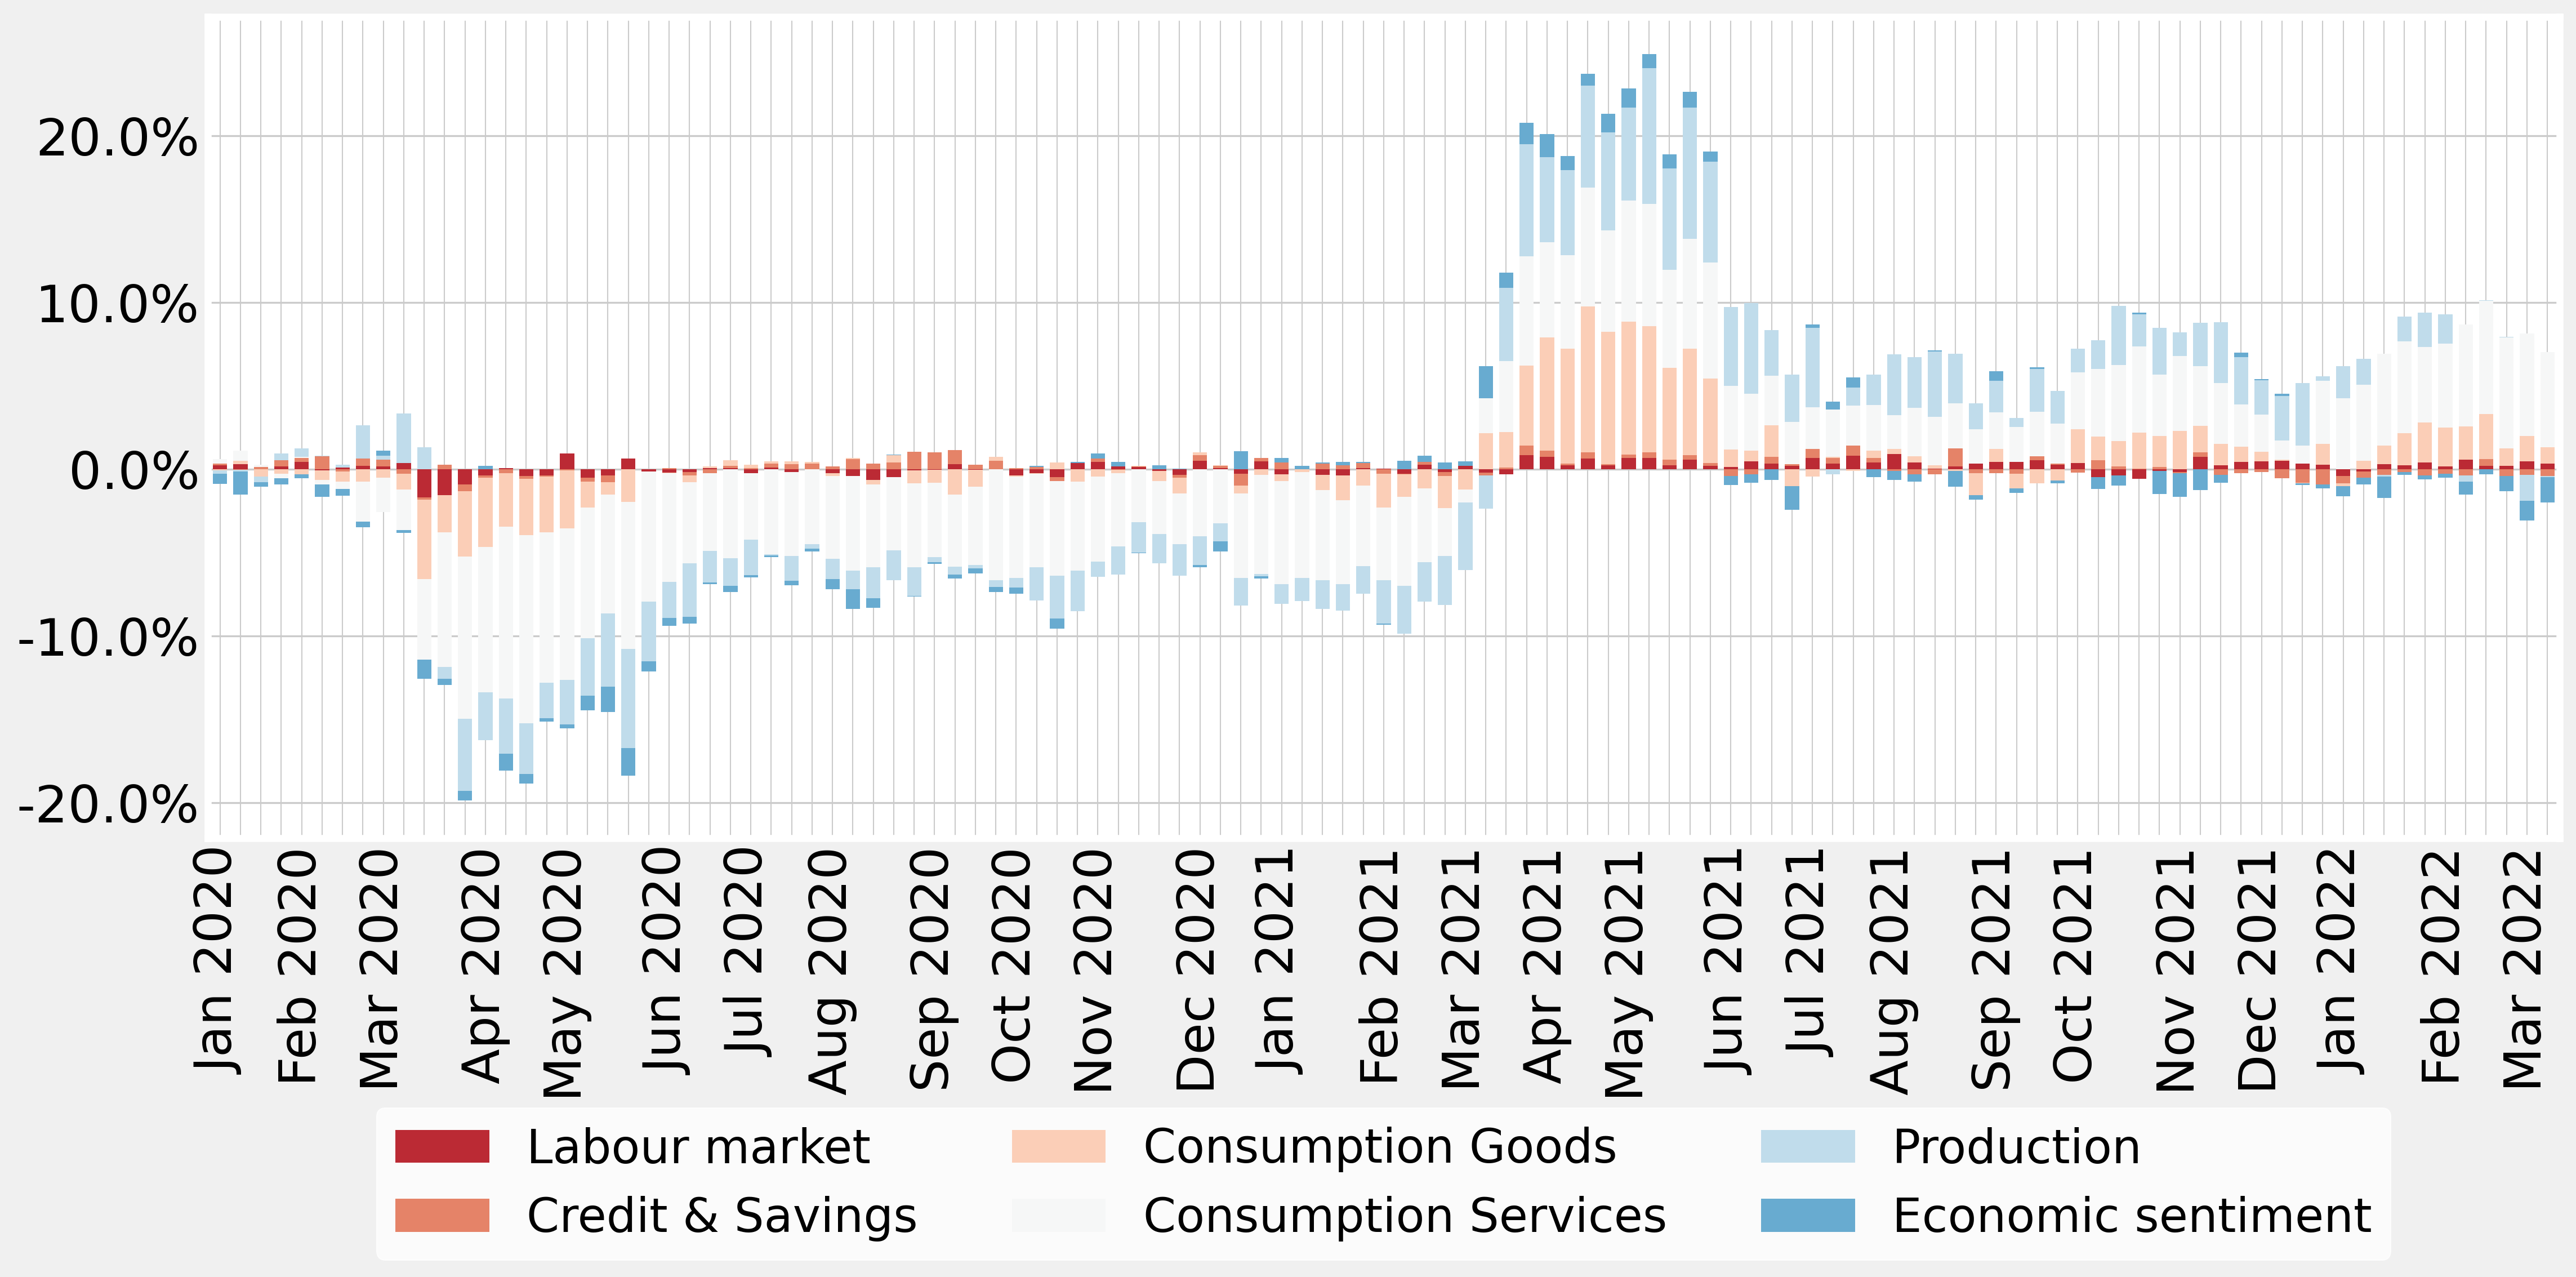 20.0%
10.0%
0.0%
-10.0%
-20.0%
Jan 2020
Feb 2020
Mar 2020
Apr 2020
May 2020
Jun 2020
Jul 2020
Aug 2020
Sep 2020
Oct 2020
Nov 2020
Dec 2020
Jan 2021
Feb 2021
Mar 2021
Apr 2021
May 2021
Jun 2021
Jul 2021
Aug 2021
Sep 2021
Oct 2021
Nov 2021
Dec 2021
Jan 2022
Feb 2022
Mar 2022
Labour market
Credit & Savings
Consumption Goods
Consumption Services
Production
Economic sentiment